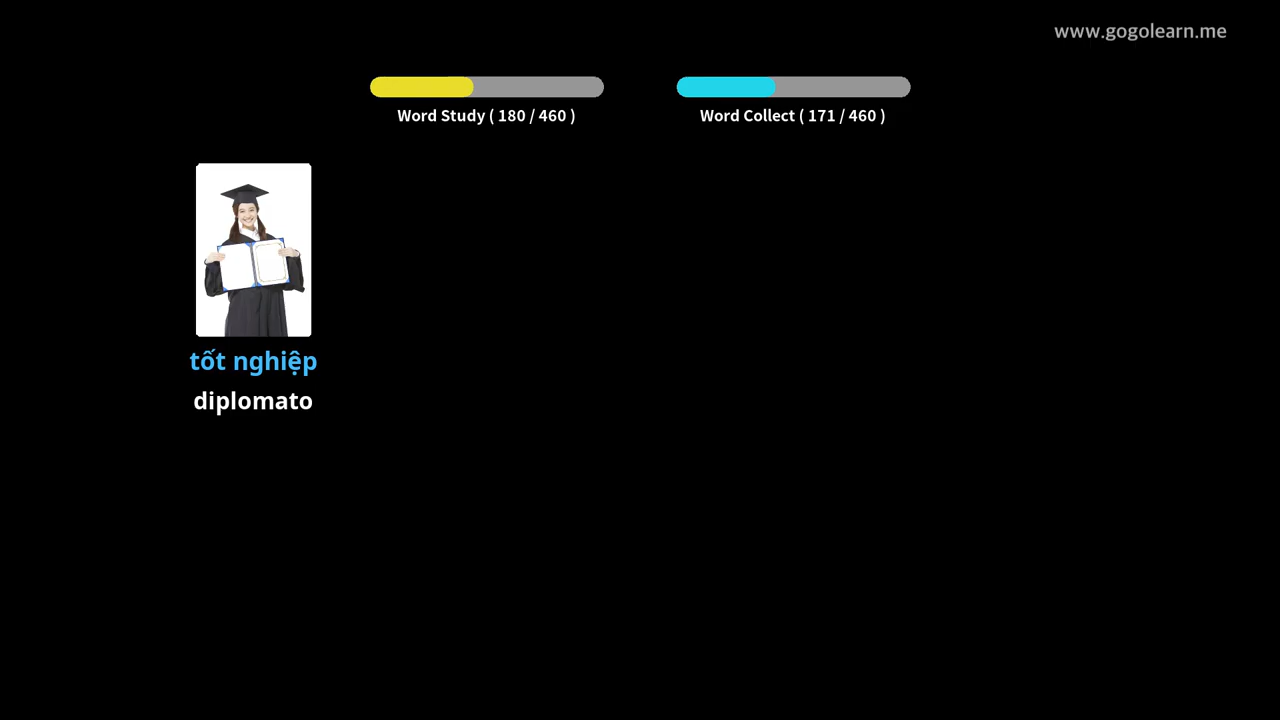 www.gogolearn.me
Word Study ( 180 / 460 )
Word Collect ( 171 / 460 )
tốt nghiệp
diplomato